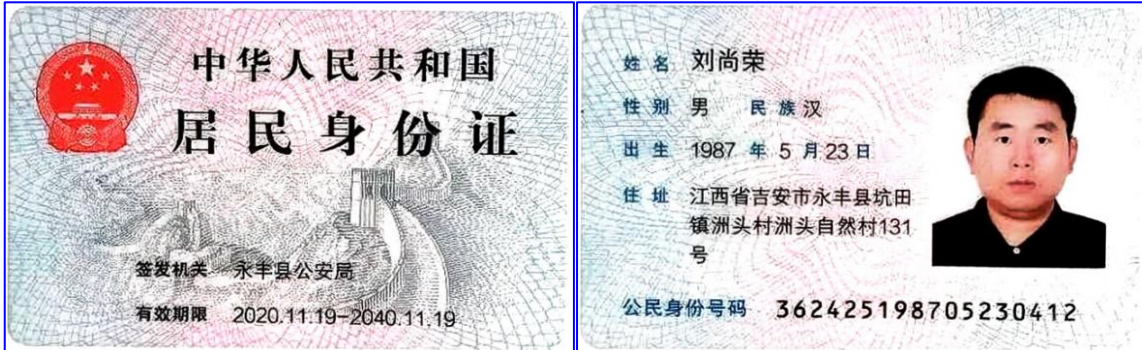 中华人民共和国
居民身份证
签发机关 永丰县公安局
有效期限 2020.11.19-2040.11.19
姓名 刘尚荣
性别 男 民族 汉
出生 1987 年 5 月 23 日
住址 江西省吉安市永丰县坑田
镇洲头村洲头自然村131
号
公民身份号码 362425198705230412